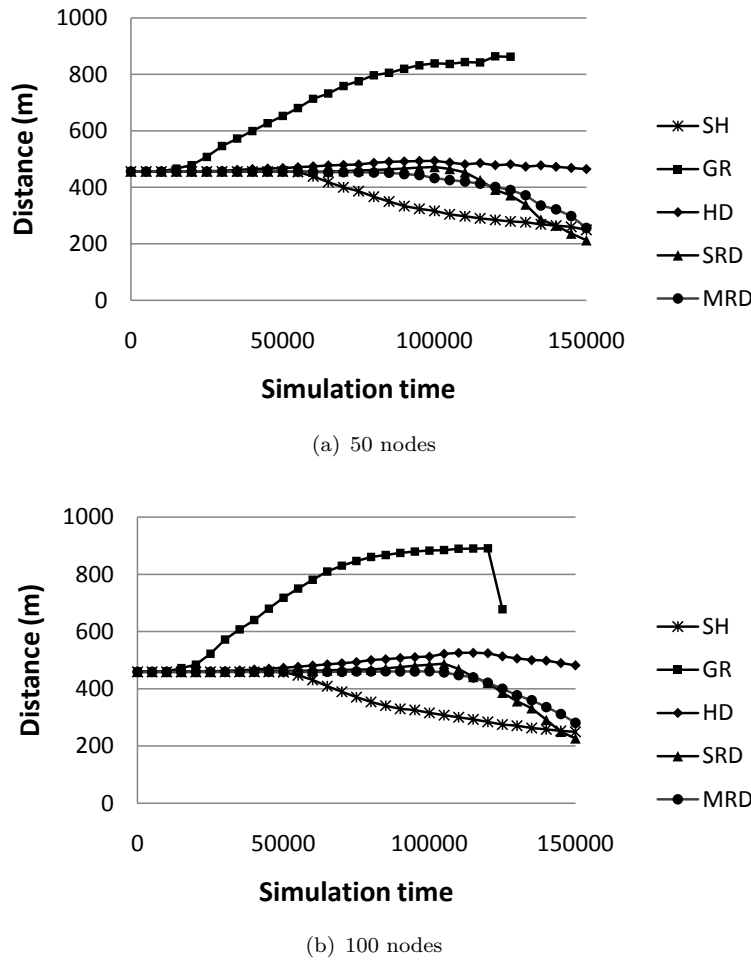 1000
800
600
400
200
0
Distance (m)
0 50000 100000 150000
Simulation time
SH
GR
HD
SRD
MRD
(a) 50 nodes
1000
800
600
400
200
0
Distance (m)
0 50000 100000 150000
Simulation time
SH
GR
HD
SRD
MRD
(b) 100 nodes